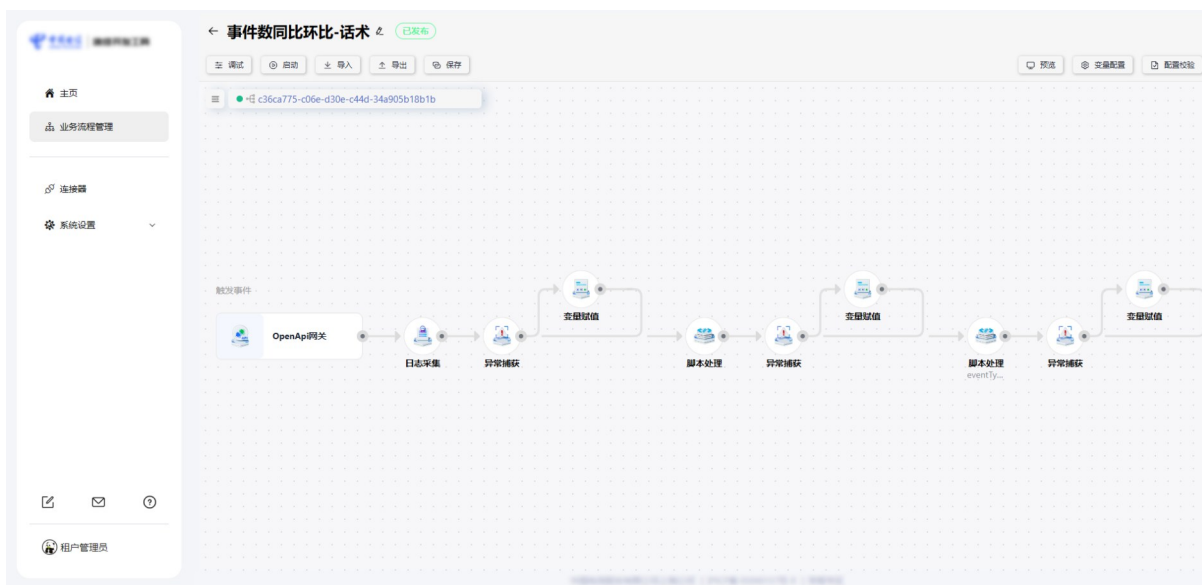 事件数同比环比-话术
已发布
调试
启动
导入
导出
保存
预览
变量配置
配置校验
c36ca775-c06e-d30e-c44d-34a905b18b1b
主页
业务流程管理
连接器
系统设置
触发事件
OpenApi网关
日志采集
异常捕获
变量赋值
脚本处理
异常捕获
变量赋值
脚本处理
eventTy...
异常捕获
变量赋值
租户管理员